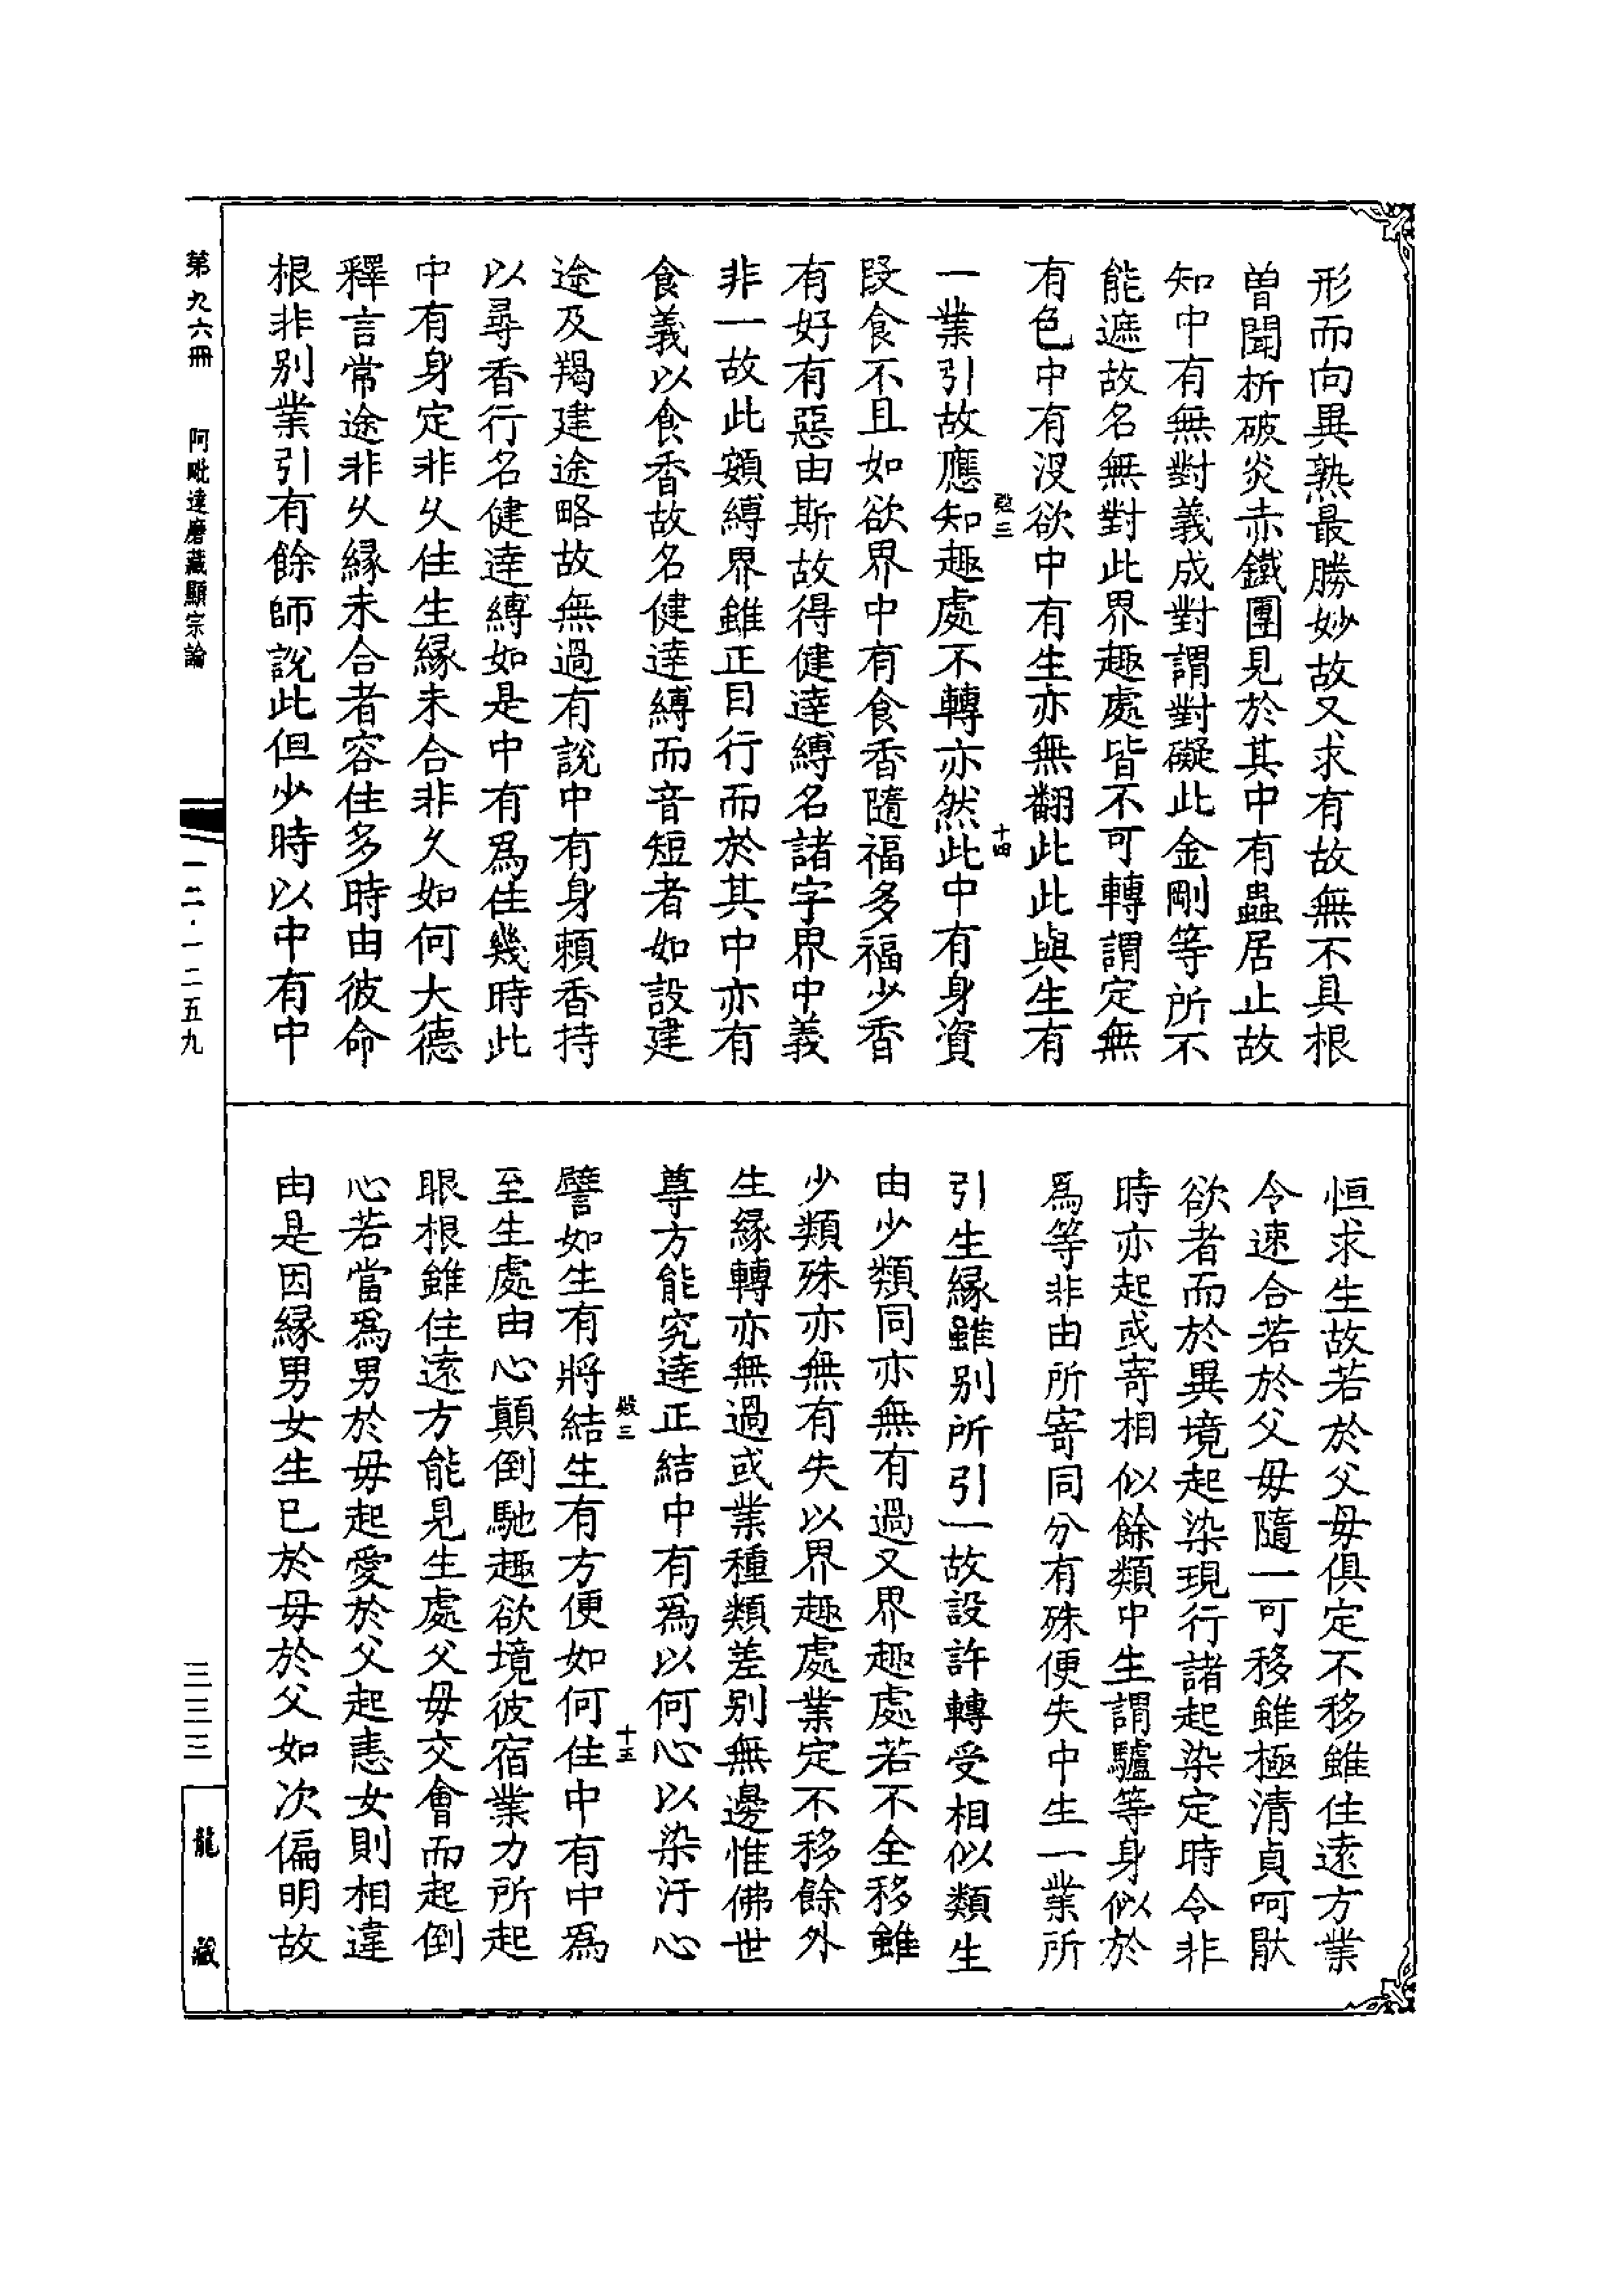 形而向異熟最勝妙故又求有故無不具根
曽聞析破炎赤鐵團見於其中有蟲居止故
知中有無對義成對謂對礙此金剛等所不
能遮故名無對此界趣處皆不可轉謂定無
有色中有沒欲中有生亦無翻此此與生有
十四
一業引故應知趣處不轉亦然此中有身資
段食不且如欲界中有食香隨福多福少香
有好有惡由斯故得健達縛名諸字界中義
非一故此頞縛界雖正目行而於其中亦有
食義以食香故名健達縛而音短者如設建
途及羯建途略故無過有說中有身頼香持
以尋香行名健達縛如是中有爲住幾時此
中有身定非乆住生縁未合非久如何大德
釋言常途非乆縁未合者容住多時由彼命
根非別業引有餘師說此但少時以中有中
恒求生故若於父母俱定不移雖住遠方業
令速合若於父母隨一可移雖極清貞呵猒
欲者而於異境起染現行諸起染定時令非
時亦起或寄相似餘類中生謂驢等身似於
爲等非由所寄同分有殊便失中生一業所
引生縁雖別所引一故設許轉受相似類生
由少類同亦無有過又界趣處若不全移雖
少類殊亦無有失以界趣處業定不移餘外
生縁轉亦無過或業種類差別無邊惟佛世
尊方能究達正結中有爲以何心以染汙心
十五
譬如生有將結生有方便如何住中有中爲
至生處由心顛倒馳趣欲境彼宿業力所起
眼根雖住遠方能見生處父母交會而起倒
心若當爲男於母起愛於父起恚女則相違
由是因縁男女生已於母於父如次偏明故
第九六冊　阿毗達磨藏顯宗論
一二·一二五九
三三三
龍藏